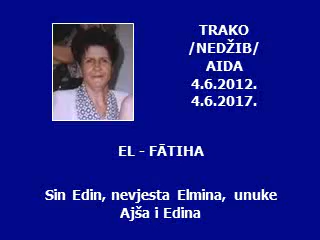 TRAKO
/NEDŽIB/
AIDA
4.6.2012.
4.6.2017.
EL - FĀTIHA
Sin Edin, nevjesta Elmina, unuke
Ajša i Edina